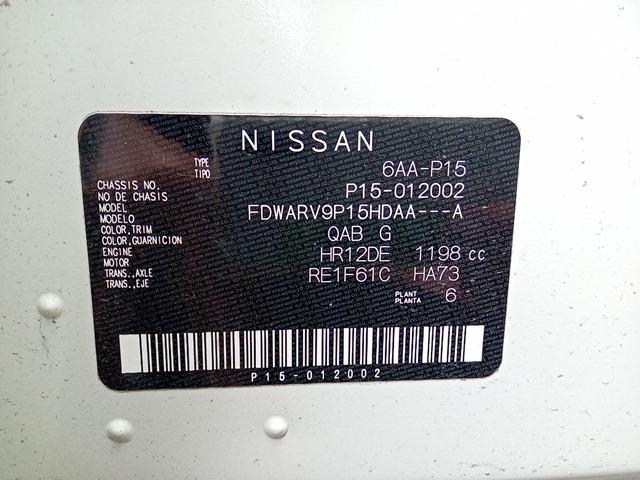 NISSAN
TYPE 6AA-P15
TIPO
CHASSIS NO. P15-012002
NO DE CHASIS
MODEL FDWARV9P15HDAA---A
MODELO
COLOR,TRIM QAB G
COLOR,GUARNICION
ENGINE HR12DE 1198 cc
MOTOR
TRANS.,AXLE RE1F61C HA73
TRANS.,EJE
PLANT 6
PLANTA
P15-012002